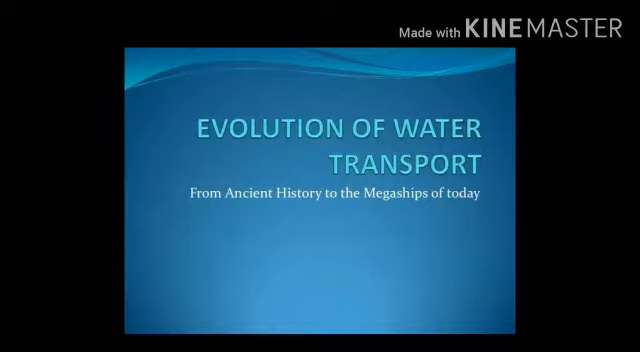 Made with KINEMASTER
EVOLUTION OF WATER
TRANSPORT
From Ancient History to the Megaships of today